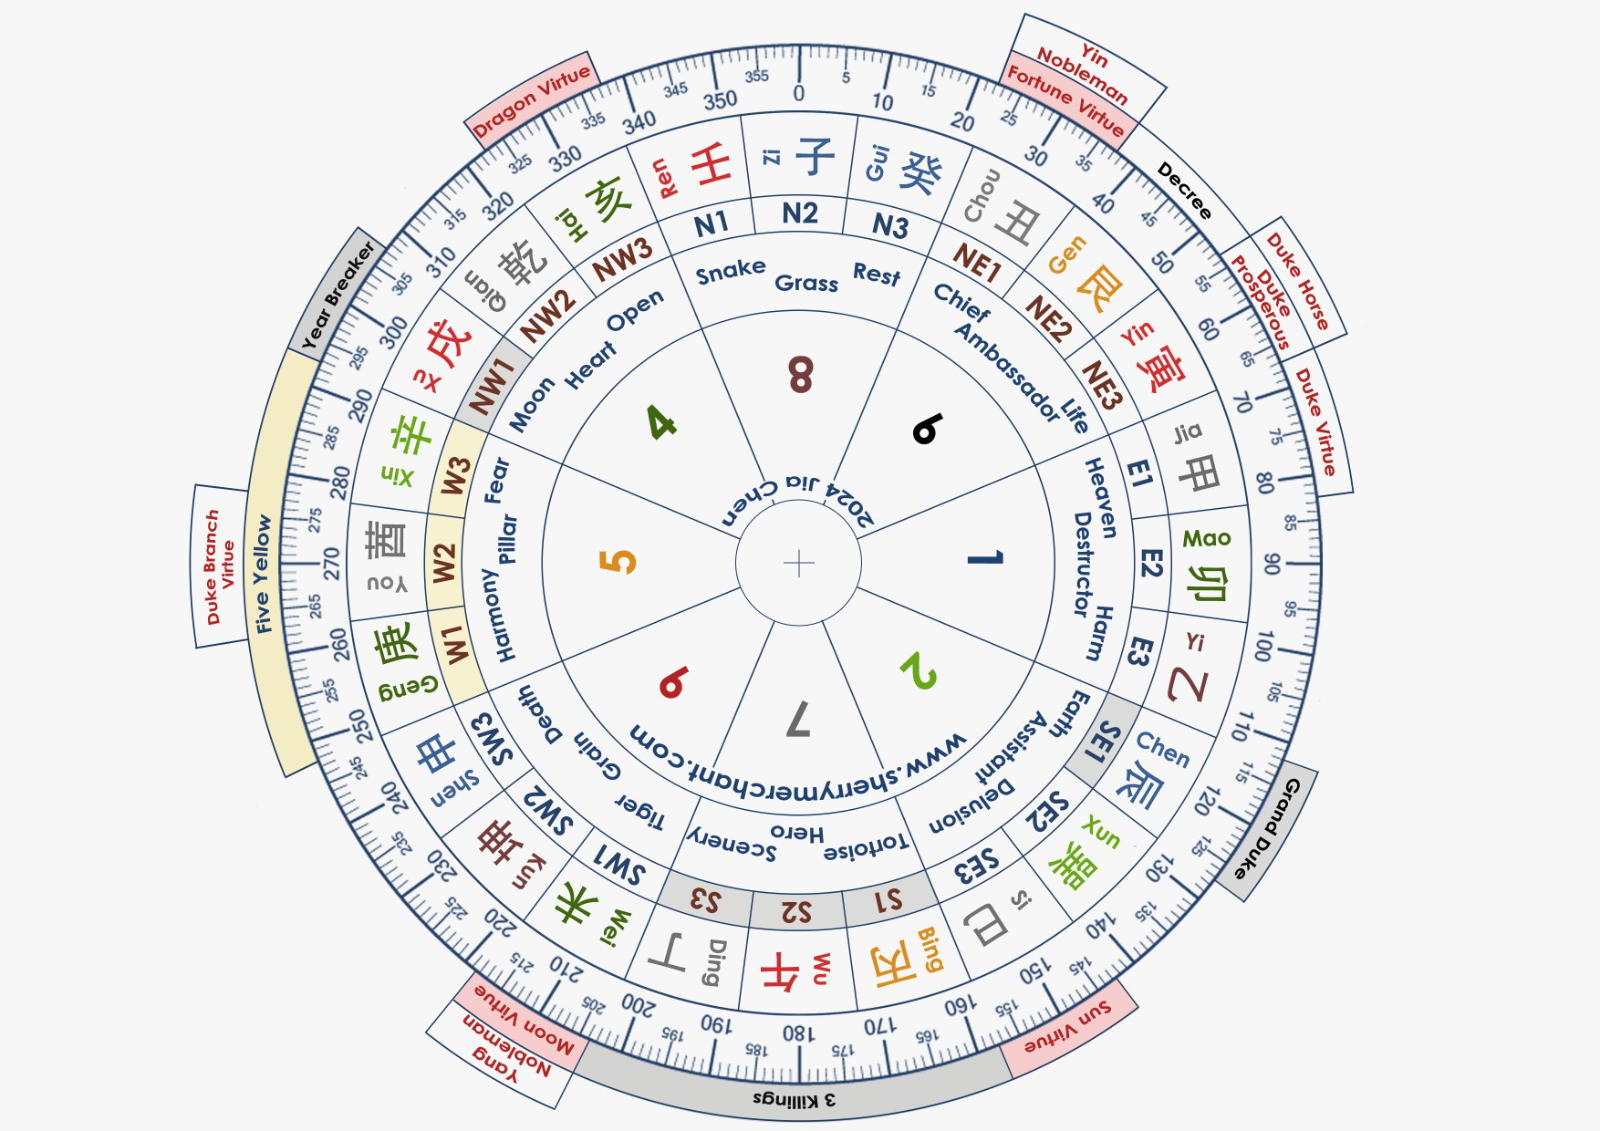 Yin
Nobleman
Fortune Virtue
Decree
Duke Horse
Duke
Prosperous
Duke Virtue
Grand Duke
Sun Virtue
3 Killings
Moon Virtue
Yang
Nobleman
Five Yellow
Duke Branch
Virtue
Year Breaker
Dragon Virtue
0 5 10 15 20 25 30 35 40 45 50 55 60 65 70 75 80 85 90 95 100 105 110 115 120 125 130 135 140 145 150 155 160 165 170 175 180 185 190 195 200 205 210 215 220 225 230 235 240 245 250 255 260 265 270 275 280 285 290 295 300 305 310 315 320 325 330 335 340 345 350 355
Ren 壬
Zi 子
Gui 癸
Chou 丑
Gen 艮
Yin 寅
Jia 甲
Mao 卯
Yi 乙
Chen 辰
Xun 巽
Si 巳
Bing 丙
Wu 午
Ding 丁
Wei 未
Kun 坤
Shen 申
Geng 庚
You 酉
Xin 辛
Xu 戌
Qian 乾
Hai 亥
N1 N2 N3
NE1 NE2 NE3
E1 E2 E3
SE1 SE2 SE3
S1 S2 S3
SW1 SW2 SW3
W1 W2 W3
NW1 NW2 NW3
Snake
Grass
Rest
Chief
Ambassador
Life
Heaven
Destructor
Harm
Earth
Assistant
Delusion
Tortoise
Hero
Scenery
Tiger
Grain
Death
Harmony
Pillar
Fear
Moon
Heart
Open
8
6
1
2
7
9
5
4
www.sherrymerchant.com
2024 Jia Chen